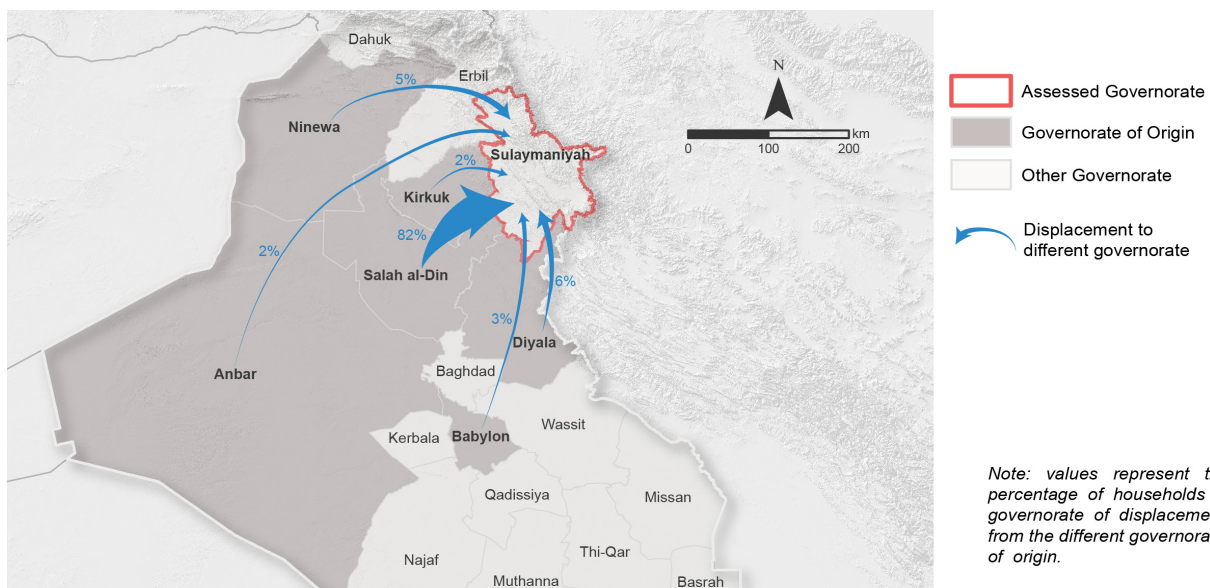 Dahuk
Erbil
N
5%
Ninewa
km
0
100
200
Sulaymaniyah
2%
Kirkuk
82%
2%
Salah al-Din
6%
3%
Diyala
Anbar
Baghdad
Wassit
Kerbala
Babylon
Qadissiya
Missan
Najaf
Thi-Qar
Muthanna
Basrah
Assessed Governorate
Governorate of Origin
Other Governorate
Displacement to
different governorate
Note: values represent
percentage of households
governorate of
from the different
of origin.